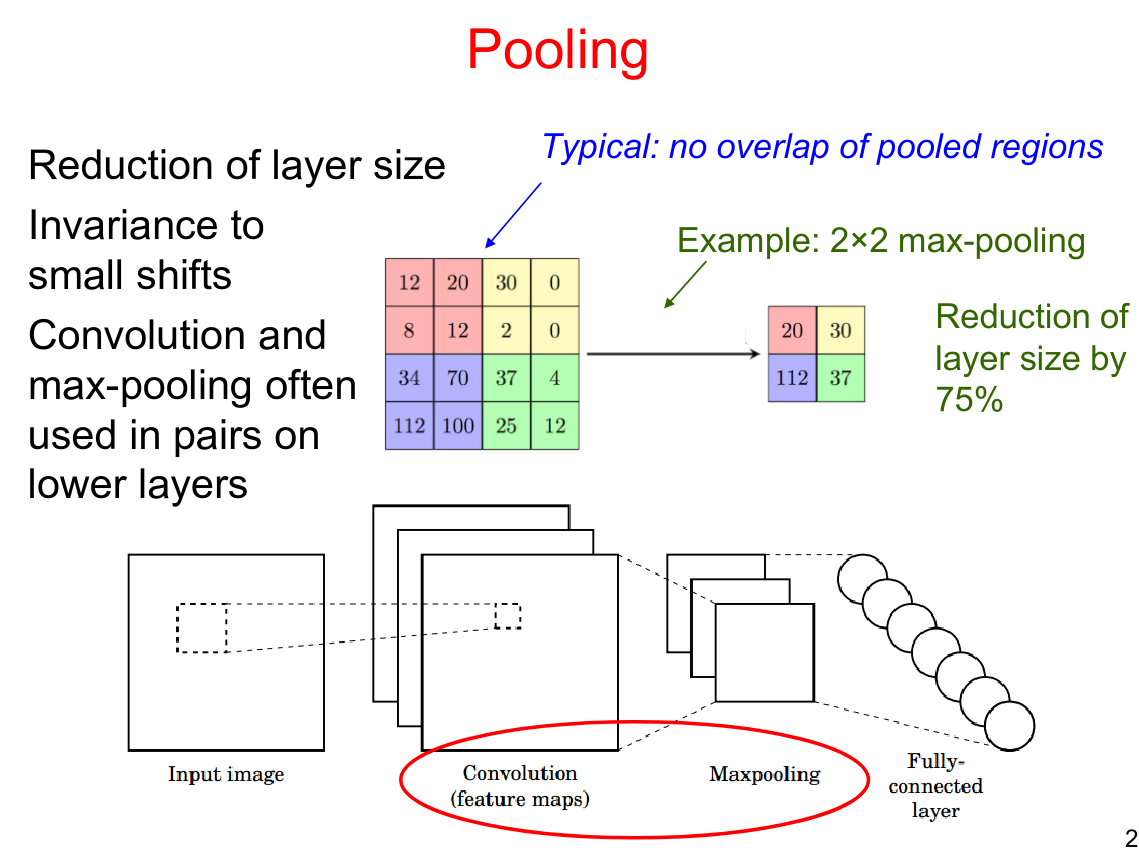 Pooling
Reduction of layer size
Invariance to
small shifts
Convolution and
max-pooling often
used in pairs on
lower layers
Typical: no overlap of pooled regions
Example: 2×2 max-pooling
12 20 30 0
8 12 2 0
34 70 37 4
112 100 25 12
20 30
112 37
Reduction of
layer size by
75%
Input image
Convolution
(feature maps)
Maxpooling
Fully-
connected
layer
2